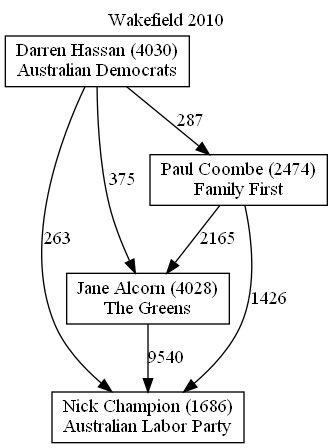 Wakefield 2010
Darren Hassan (4030)
Australian Democrats
287
Paul Coombe (2474)
Family First
375
263
2165
1426
Jane Alcorn (4028)
The Greens
9540
Nick Champion (1686)
Australian Labor Party